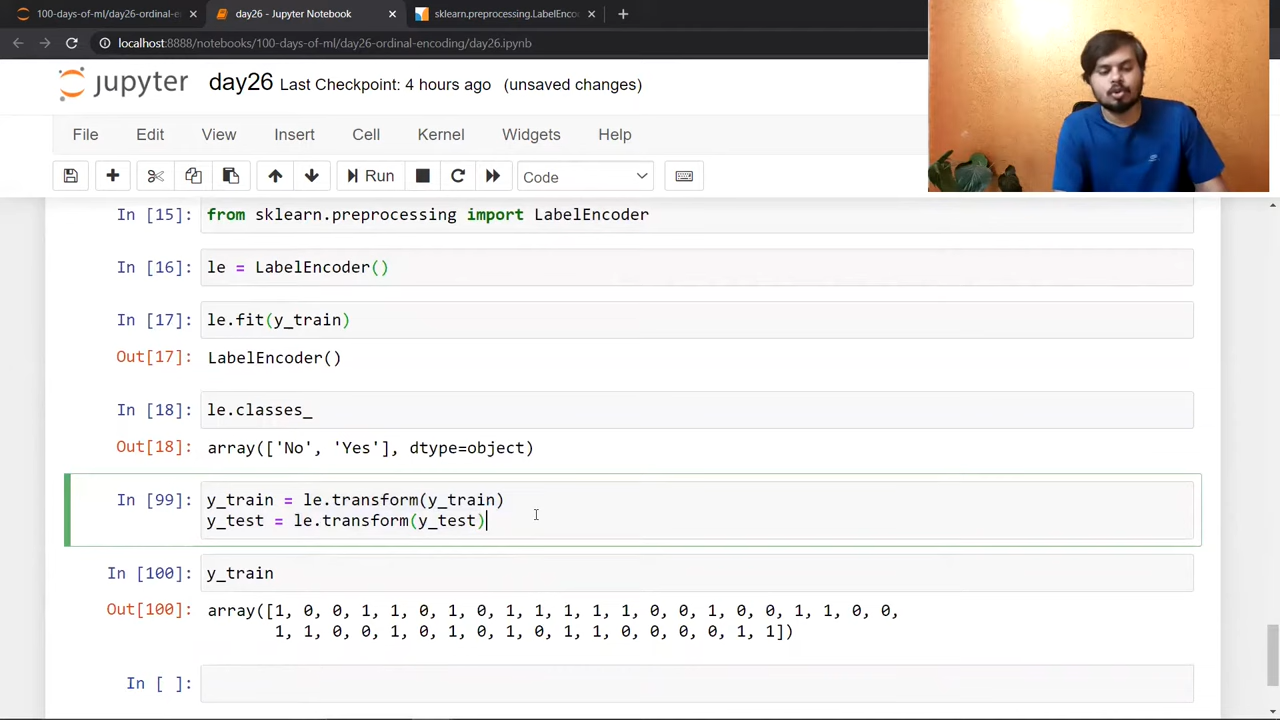 100-days-of-ml/day26-ordinal-e
day26 - Jupyter Notebook
sklearn.preprocessing.LabelEnco
localhost:8888/notebooks/100-days-of-ml/day26-ordinal-encoding/day26.ipynb
jupyter day26 Last Checkpoint: 4 hours ago (unsaved changes)
File Edit View Insert Cell Kernel Widgets Help
Run Code
In [15]: from sklearn.preprocessing import LabelEncoder
In [16]: le = LabelEncoder()
In [17]: le.fit(y_train)
Out[17]: LabelEncoder()
In [18]: le.classes_
Out[18]: array(['No', 'Yes'], dtype=object)
In [99]: y_train = le.transform(y_train)
y_test = le.transform(y_test)
In [100]: y_train
Out[100]: array([1, 0, 0, 1, 1, 0, 1, 0, 1, 1, 1, 1, 1, 0, 0, 1, 0, 0, 1, 1, 0, 0,
1, 1, 0, 0, 1, 0, 1, 0, 1, 0, 1, 1, 0, 0, 0, 0, 1, 1])
In [ ]: